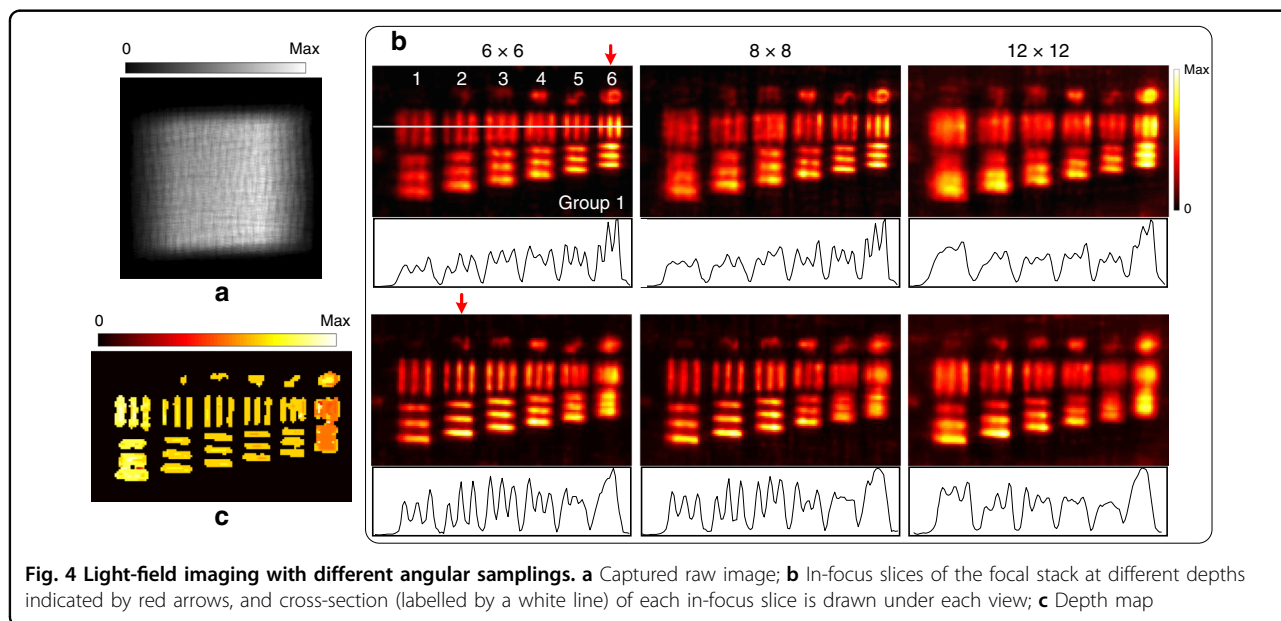 0 Max
a
b
6 × 6 8 × 8 12 × 12
1 2 3 4 5 6
Group 1
Max
0
0 Max
c
Fig. 4 Light-field imaging with different angular samplings. a Captured raw image; b In-focus slices of the focal stack at different depths
indicated by red arrows, and cross-section (labelled by a white line) of each in-focus slice is drawn under each view; c Depth map